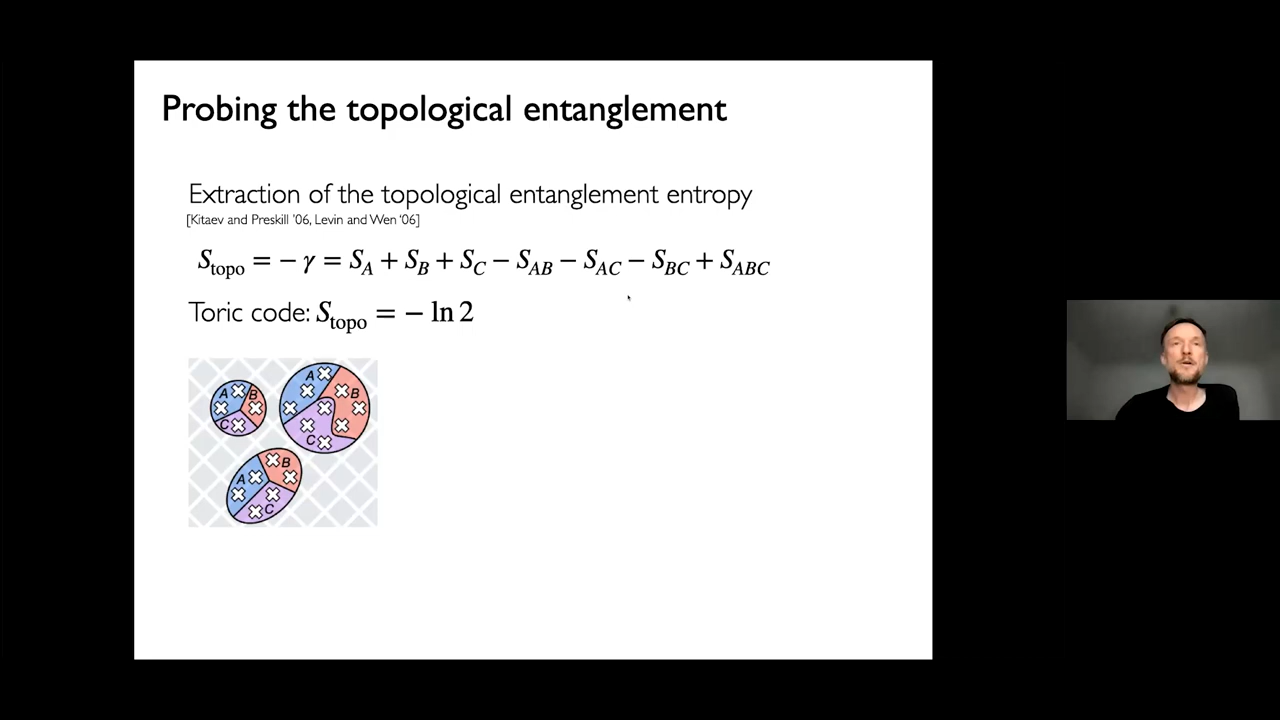 Probing the topological entanglement
Extraction of the topological entanglement entropy
[Kitaev and Preskill '06, Levin and Wen ‘06]
S_topo = − γ = S_A + S_B + S_C − S_AB − S_AC − S_BC + S_ABC
Toric code: S_topo = − ln 2
A B C
A B C
A B C